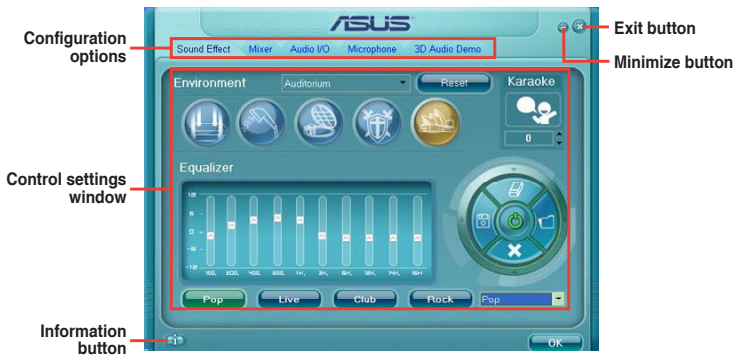 ASUS
Configuration options
Sound Effect Mixer Audio I/O Microphone 3D Audio Demo
Exit button
Minimize button
Environment Auditorium Reset Karaoke
0
Control settings window
Equalizer
12
6
0
-6
-12
100, 200, 400, 600, 1K, 3K, 6K, 12K, 14K, 16K
Pop Live Club Rock Pop
Information button
OK